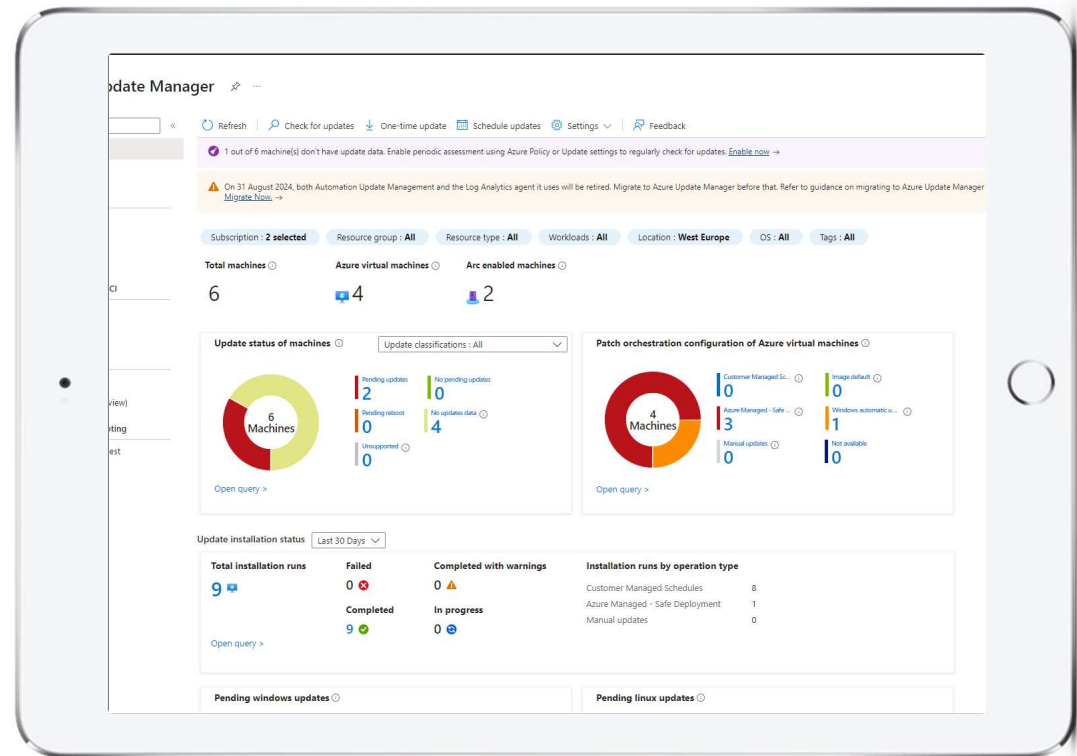 pdate Manager
Refresh Check for updates One-time update Schedule updates Settings Feedback
1 out of 6 machine(s) don't have update data. Enable periodic assessment using Azure Policy or Update settings to regularly check for updates. Enable now →
On 31 August 2024, both Automation Update Management and the Log Analytics agent it uses will be retired. Migrate to Azure Update Manager before that. Refer to guidance on migrating to Azure Update Manager
Migrate Now. →
Subscription : 2 selected Resource group : All Resource type : All Workloads : All Location : West Europe OS : All Tags : All
Total machines Azure virtual machines Arc enabled machines
6 4 2
CI
Update status of machines
Update classifications : All
6
Machines
Pending updates
2
No pending updates
0
Pending reboot
0
No updates data
4
Unsupported
0
Open query >
Patch orchestration configuration of Azure virtual machines
4
Machines
Customer Managed Sc...
0
Image default
0
Azure Managed - Safe ...
3
Windows automatic u...
1
Manual updates
0
Not available
0
Open query >
view)
ting
est
Update installation status Last 30 Days
Total installation runs
9
Failed
0
Completed with warnings
0
Completed
9
In progress
0
Open query >
Installation runs by operation type
Customer Managed Schedules 8
Azure Managed - Safe Deployment 1
Manual updates 0
Pending windows updates
Pending linux updates